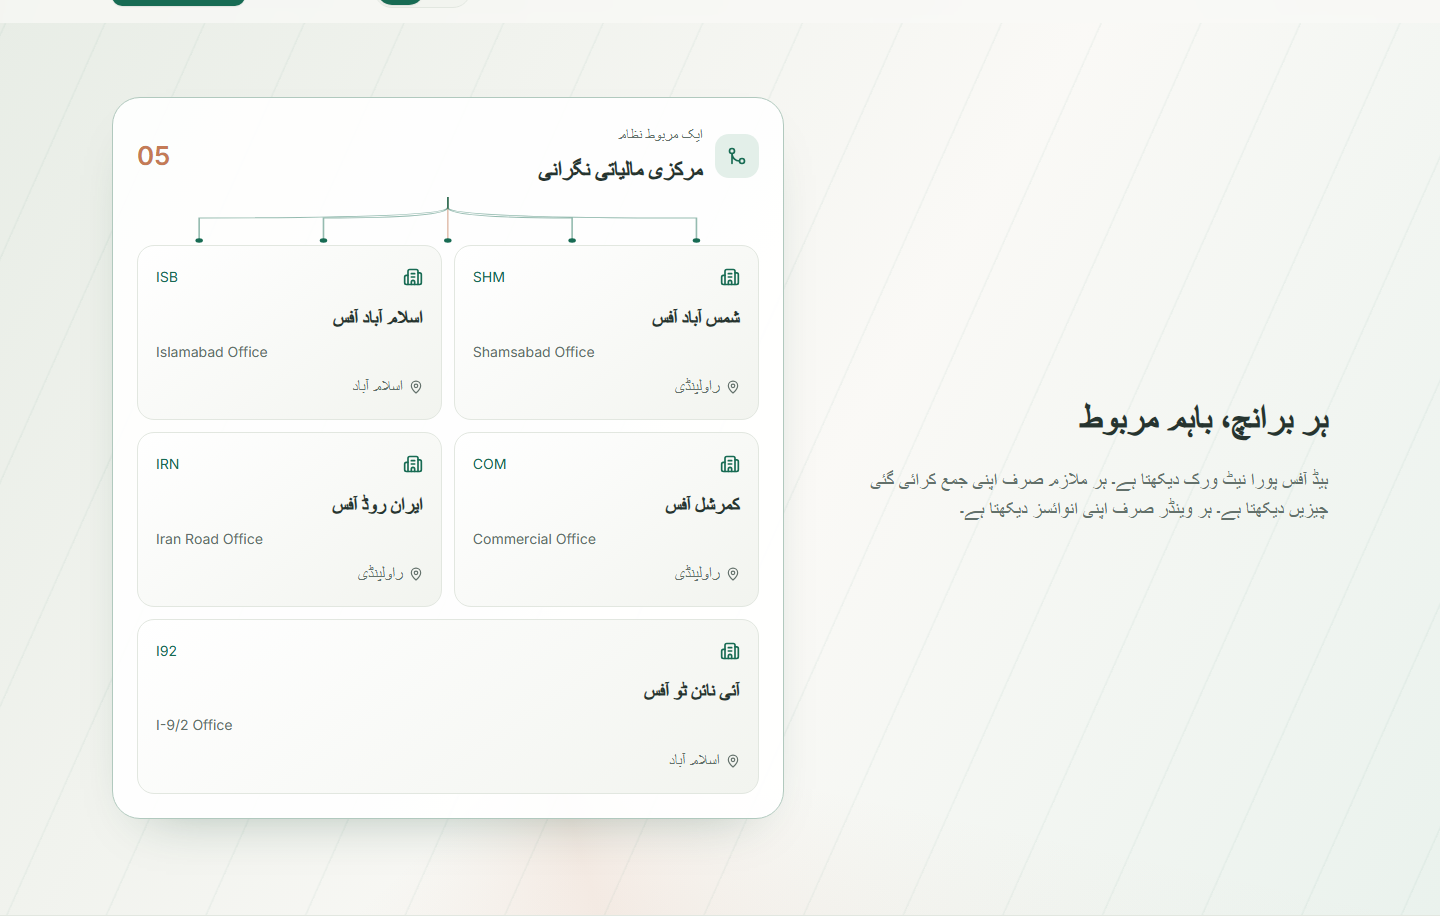 ہر برانچ، باہم مربوط
ہیڈ آفس پورا نیٹ ورک دیکھتا ہے۔ ہر ملازم صرف اپنی جمع کرائی گئی
چیزیں دیکھتا ہے۔ ہر وینڈر صرف اپنی انوائسز دیکھتا ہے۔
ایک مربوط نظام
مرکزی مالیاتی نگرانی
05
SHM
شمس آباد آفس
Shamsabad Office
راولپنڈی
ISB
اسلام آباد آفس
Islamabad Office
اسلام آباد
COM
کمرشل آفس
Commercial Office
راولپنڈی
IRN
ایران روڈ آفس
Iran Road Office
راولپنڈی
I92
آئی نائن ٹو آفس
I-9/2 Office
اسلام آباد